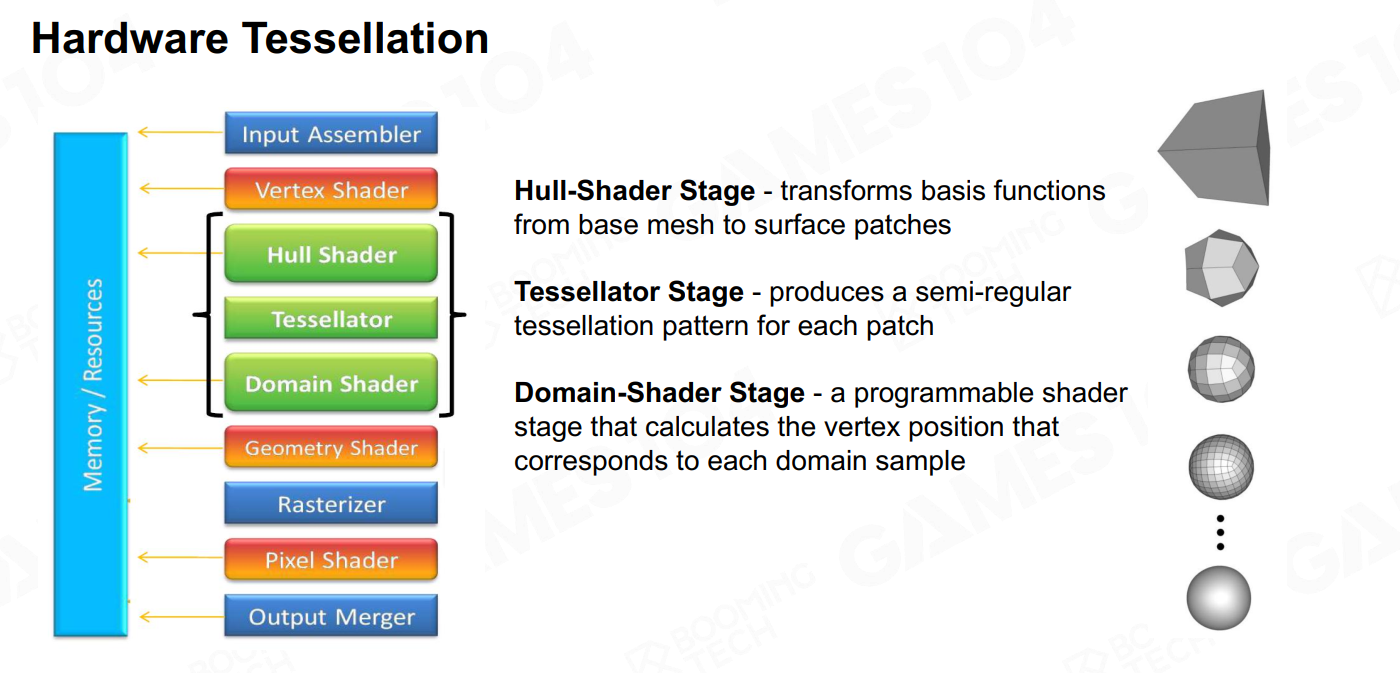 Hardware Tessellation
Memory / Resources
Input Assembler
Vertex Shader
Hull Shader
Tessellator
Domain Shader
Geometry Shader
Rasterizer
Pixel Shader
Output Merger
Hull-Shader Stage - transforms basis functions
from base mesh to surface patches
Tessellator Stage - produces a semi-regular
tessellation pattern for each patch
Domain-Shader Stage - a programmable shader
stage that calculates the vertex position that
corresponds to each domain sample
GAMES 104
BOOMING
TECH